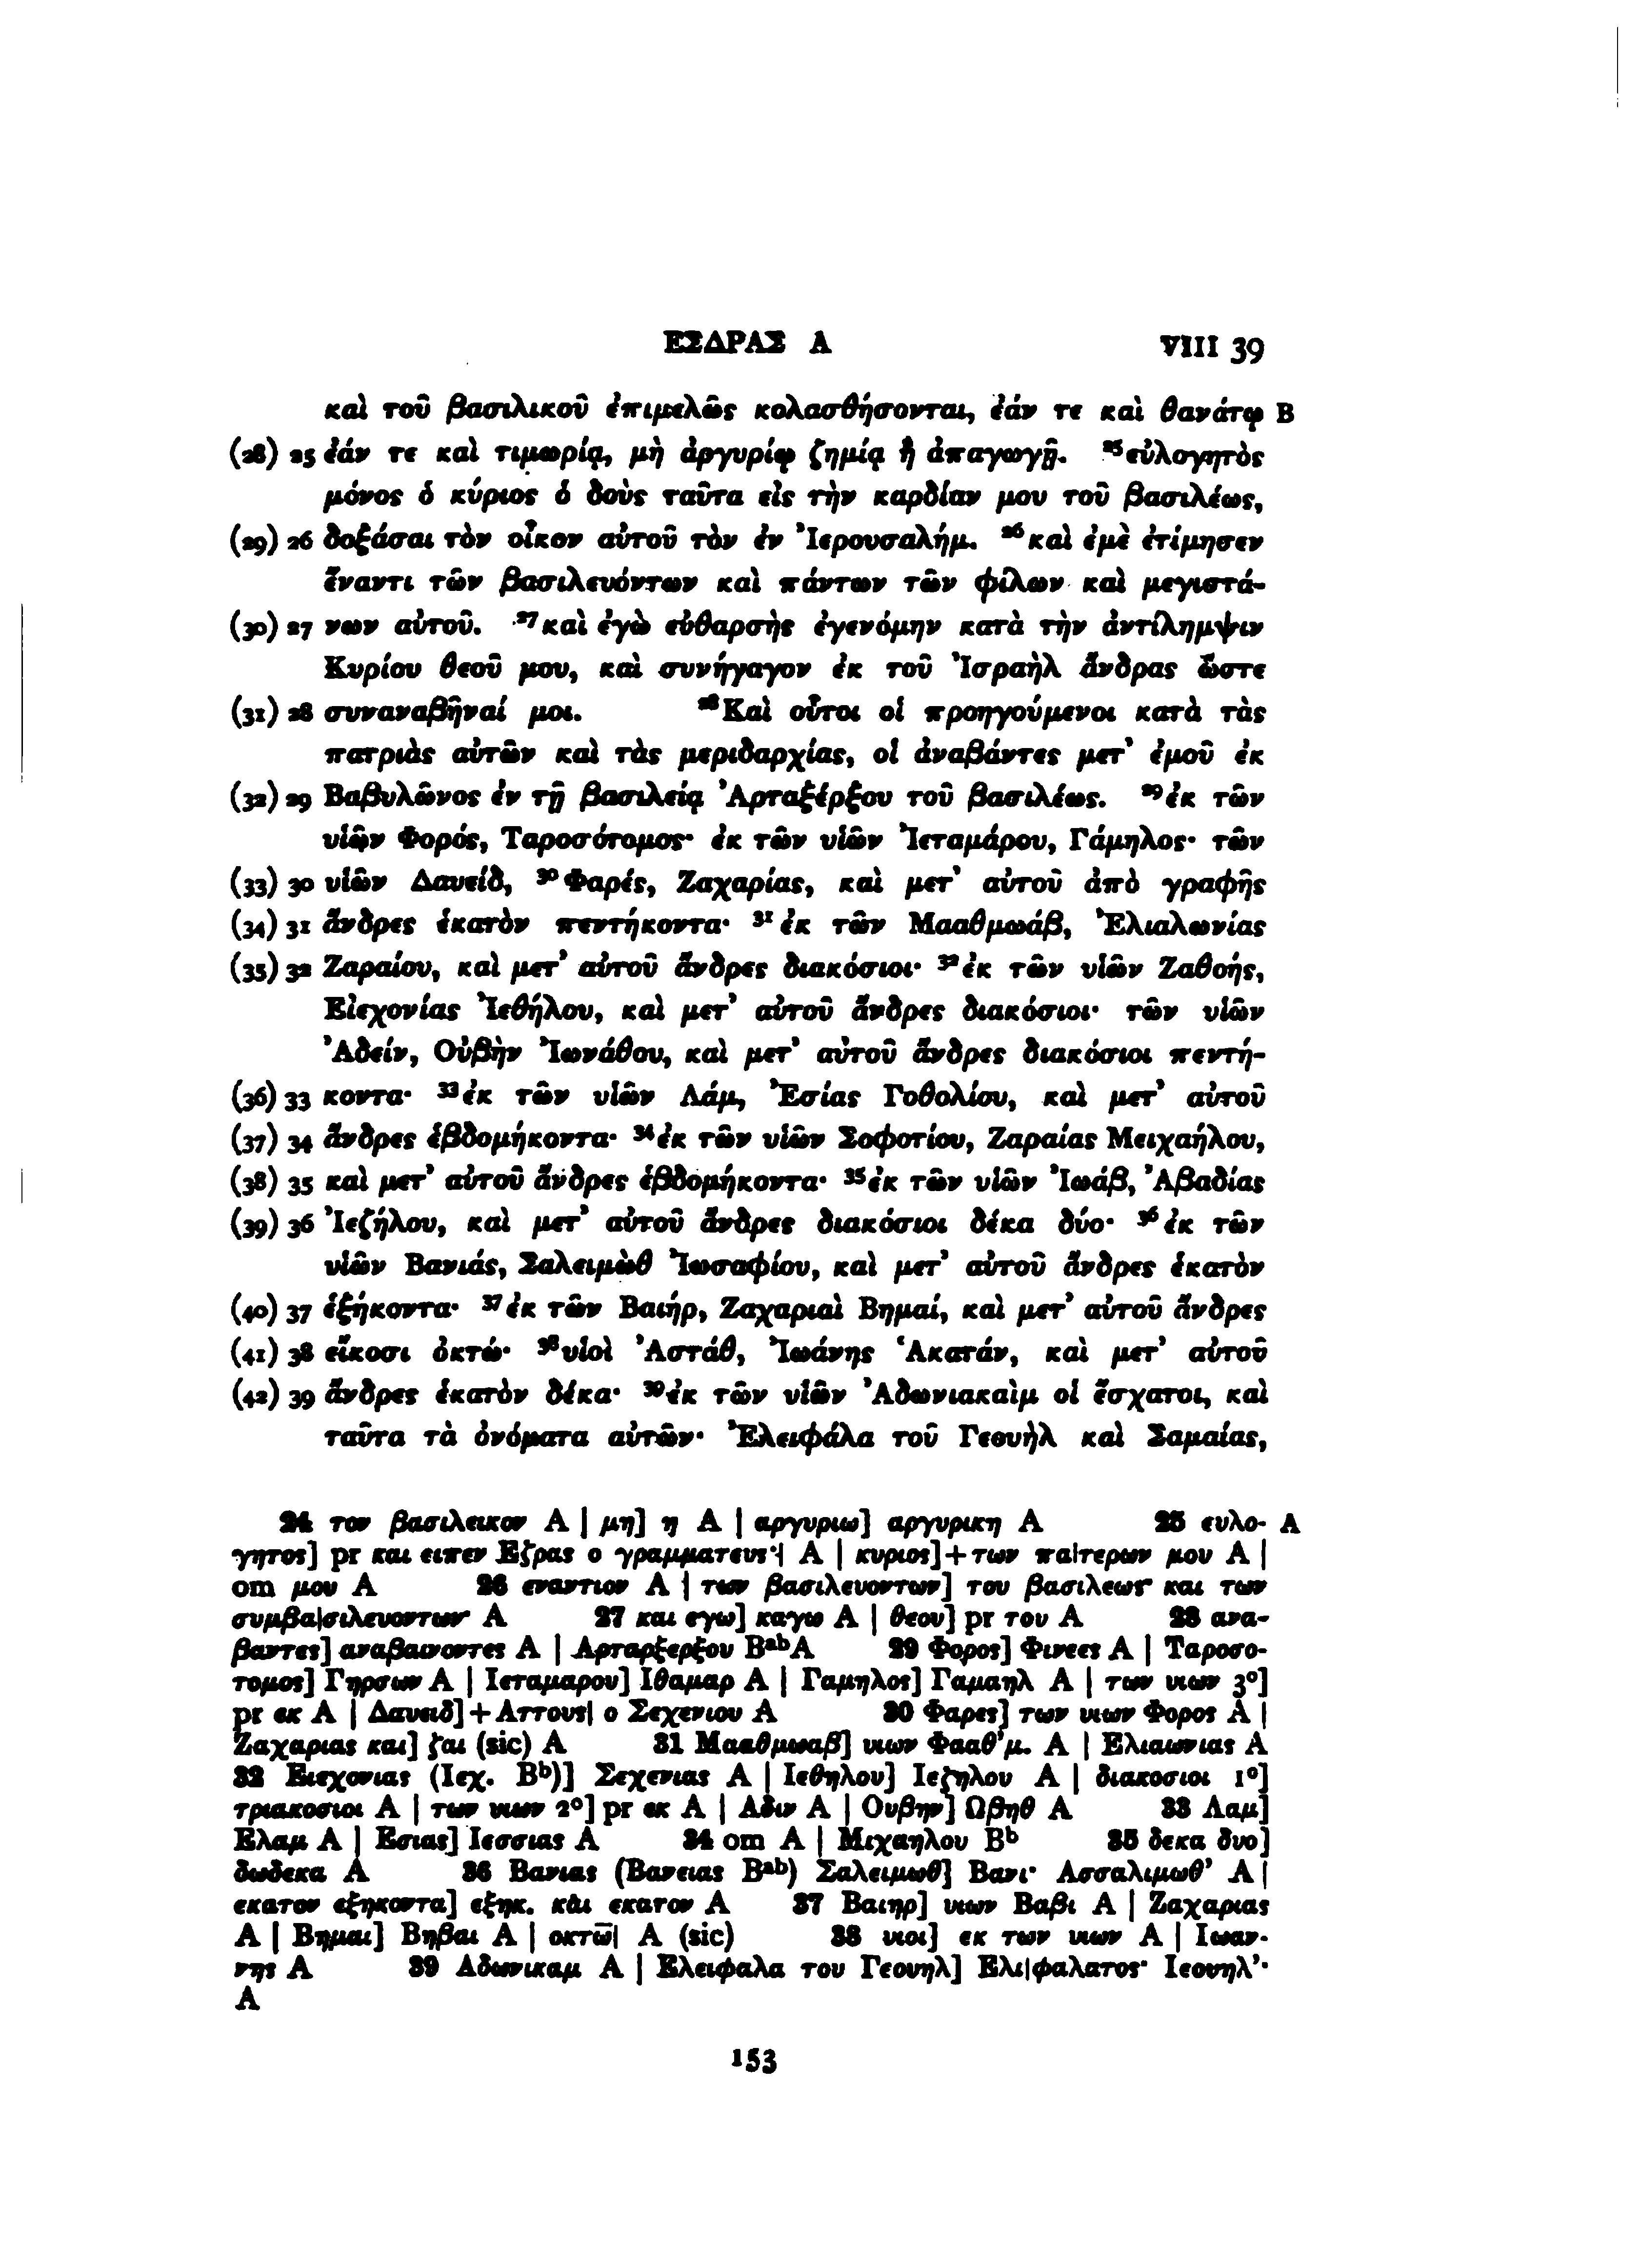 ΕΣΔΡΑΣ Α VIII 39
καὶ τοῦ βασιλικοῦ ἐπιμελῶς κολασθήσονται, ἐάν τε καὶ θανάτῳ B
(28) 25 ἐάν τε καὶ τιμωρίᾳ, μὴ ἀργυρίῳ ζημίᾳ ἢ ἀπαγωγῇ. ²⁵εὐλογητὸς
μόνος ὁ κύριος ὁ δοὺς ταῦτα εἰς τὴν καρδίαν μου τοῦ βασιλέως,
(29) 26 δοξάσαι τὸν οἶκον αὐτοῦ τὸν ἐν Ἰερουσαλήμ. ²⁶καὶ ἐμὲ ἐτίμησεν
ἔναντι τῶν βασιλευόντων καὶ πάντων τῶν φίλων καὶ μεγιστά-
(30) 27 νων αὐτοῦ. ²⁷καὶ ἐγὼ εὐθαρσὴς ἐγενόμην κατὰ τὴν ἀντίλημψιν
Κυρίου θεοῦ μου, καὶ συνήγαγον ἐκ τοῦ Ἰσραὴλ ἄνδρας ὥστε
(31) 28 συναναβῆναί μοι. ²⁸Καὶ οὗτοι οἱ προηγούμενοι κατὰ τὰς
πατριὰς αὐτῶν καὶ τὰς μεριδαρχίας, οἱ ἀναβάντες μετ᾽ ἐμοῦ ἐκ
(32) 29 Βαβυλῶνος ἐν τῇ βασιλείᾳ Ἀρταξέρξου τοῦ βασιλέως. ²⁹ἐκ τῶν
υἱῶν Φορός, Ταροσότομος· ἐκ τῶν υἱῶν Ἰεταμάρου, Γάμηλος· τῶν
(33) 30 υἱῶν Δαυείδ, ³⁰Φαρές, Ζαχαρίας, καὶ μετ᾽ αὐτοῦ ἀπὸ γραφῆς
(34) 31 ἄνδρες ἑκατὸν πεντήκοντα· ³¹ἐκ τῶν Μααθμωάβ, Ἐλιαλωνίας
(35) 32 Ζαραίου, καὶ μετ᾽ αὐτοῦ ἄνδρες διακόσιοι· ³²ἐκ τῶν υἱῶν Ζαθοής,
Εἰεχονίας Ἰεθήλου, καὶ μετ᾽ αὐτοῦ ἄνδρες διακόσιοι· τῶν υἱῶν
Ἀδείν, Οὐβὴν Ἰωνάθου, καὶ μετ᾽ αὐτοῦ ἄνδρες διακόσιοι πεντή-
(36) 33 κοντα· ³³ἐκ τῶν υἱῶν Λάμ, Ἐσίας Γοθολίου, καὶ μετ᾽ αὐτοῦ
(37) 34 ἄνδρες ἑβδομήκοντα· ³⁴ἐκ τῶν υἱῶν Σοφοτίου, Ζαραίας Μειχαήλου,
(38) 35 καὶ μετ᾽ αὐτοῦ ἄνδρες ἑβδομήκοντα· ³⁵ἐκ τῶν υἱῶν Ἰωάβ, Ἀβαδίας
(39) 36 Ἰεζήλου, καὶ μετ᾽ αὐτοῦ ἄνδρες διακόσιοι δέκα δύο· ³⁶ἐκ τῶν
υἱῶν Βανιάς, Σαλειμὼθ Ἰωσαφίου, καὶ μετ᾽ αὐτοῦ ἄνδρες ἑκατὸν
(40) 37 ἑξήκοντα· ³⁷ἐκ τῶν Βαιήρ, Ζαχαριαὶ Βημαί, καὶ μετ᾽ αὐτοῦ ἄνδρες
(41) 38 εἴκοσι ὀκτώ· ³⁸υἱοὶ Ἀστάθ, Ἰωάνης Ἁκατάν, καὶ μετ᾽ αὐτοῦ
(42) 39 ἄνδρες ἑκατὸν δέκα· ³⁹ἐκ τῶν υἱῶν Ἀδωνιακαὶμ οἱ ἔσχατοι, καὶ
ταῦτα τὰ ὀνόματα αὐτῶν· Ἐλειφάλα τοῦ Γεουὴλ καὶ Σαμαίας,
24 τον βασιλεικον A | μη] η A | αργυριω] αργυρικη A 25 ευλο- A
γητος] pr και ειπεν Εζρας ο γραμματευς·| A | κυριος]+των πα|τερων μου A |
om μου A 26 εναντιον A | των βασιλευοντων] του βασιλεως· και των
συμβα|σιλευοντων· A 27 και εγω] καγω A | θεου] pr του A 28 ανα-
βαντες] αναβαινοντες A | Αρταρξερξου BᵃᵇA 29 Φορος] Φινεες A | Ταροσο-
τομος] Γηρσων A | Ιεταμαρου] Ιθαμαρ A | Γαμηλος] Γαμαηλ A | των υιων 3°]
pr εκ A | Δαυειδ]+Αττους| ο Σεχενιου A 30 Φαρες] των υιων Φορος A |
Ζαχαριας και] ζαι (sic) A 31 Μααθμωαβ] υιων Φααθ᾽μ. A | Ελιαωνιας A
32 Ειεχονιας (Ιεχ. Bᵇ)] Σεχενιας A | Ιεθηλου] Ιεζηλου A | διακοσιοι 1°]
τριακοσιοι A | των υιων 2°] pr εκ A | Αδιν A | Ουβην] Ωβηθ A 33 Λαμ]
Ελαμ A | Εσιας] Ιεσσιας A 34 om A | Μιχαηλου Bᵇ 35 δεκα δυο]
δωδεκα A 36 Βανιας (Βανειας Bᵃᵇ) Σαλειμωθ] Βανι· Ασσαλιμωθ᾽ A |
εκατον εξηκοντα] εξηκ. και εκατον A 37 Βαιηρ] υιων Βαβι A | Ζαχαριας
A | Βημαι] Βηβαι A | οκτω̅| A (sic) 38 υιοι] εκ των υιων A | Ιωαν-
νης A 39 Αδωνικαμ A | Ελειφαλα του Γεουηλ] Ελι|φαλατος· Ιεουηλ᾽·
A
153